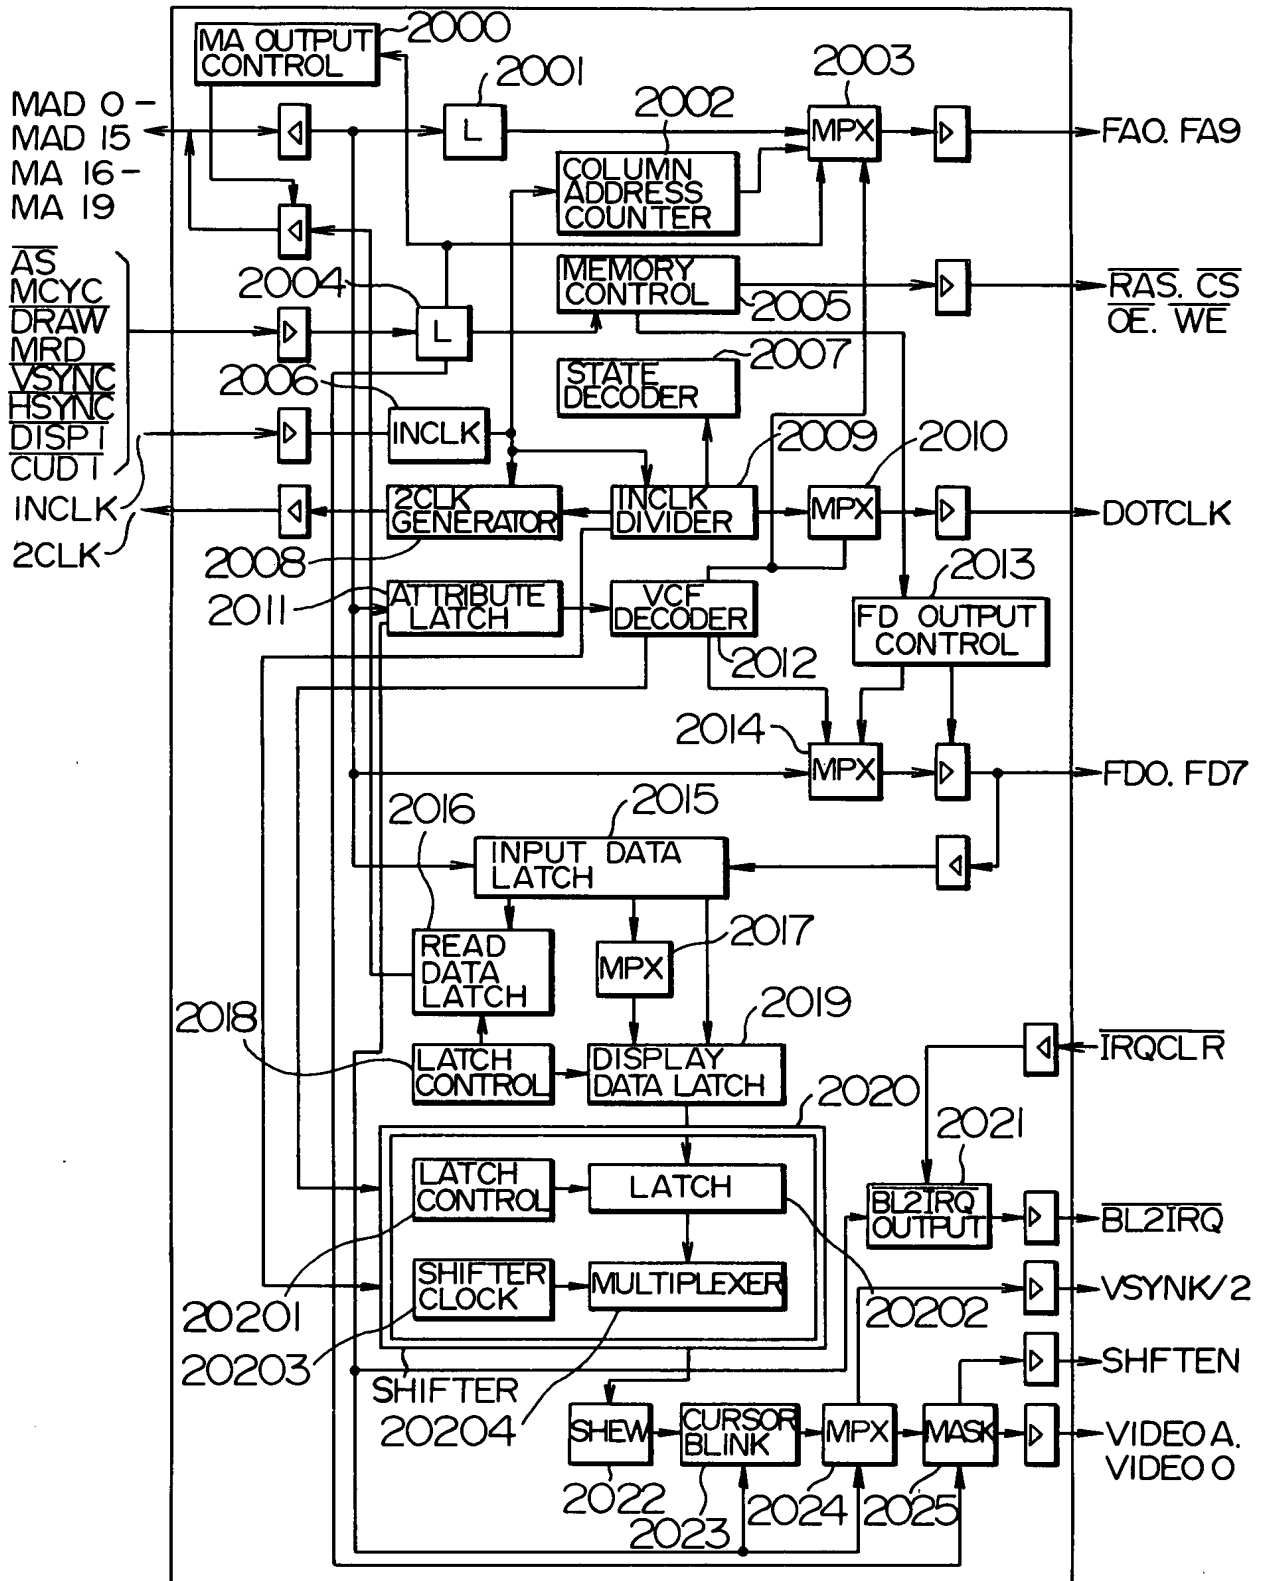 2000
MA OUTPUT
CONTROL
2001
2003
MAD 0-
MAD 15
MA 16-
MA 19
L
2002
MPX
FA0. FA9
COLUMN
ADDRESS
COUNTER
AS
MCYC
DRAW
MRD
VSYNC
HSYNC
DISP1
CUD1
INCLK
2CLK
2004
L
MEMORY
CONTROL
2005
RAS. CS
OE. WE
2006
2007
STATE
DECODER
INCLK
2009
2010
2CLK
GENERATOR
INCLK
DIVIDER
MPX
DOTCLK
2008
2011
ATTRIBUTE
LATCH
VCF
DECODER
2012
2013
FD OUTPUT
CONTROL
2014
MPX
FD0. FD7
2016
2015
INPUT DATA
LATCH
READ
DATA
LATCH
2017
MPX
2018
2019
LATCH
CONTROL
DISPLAY
DATA LATCH
IRQCLR
2020
2021
LATCH
CONTROL
LATCH
BL2IRQ
OUTPUT
BL2IRQ
SHIFTER
CLOCK
MULTIPLEXER
VSYNK/2
20201
20202
20203
SHIFTER
20204
SHFTEN
SHEW
CURSOR
BLINK
MPX
MASK
VIDEO A.
VIDEO 0
2022
2023
2024
2025